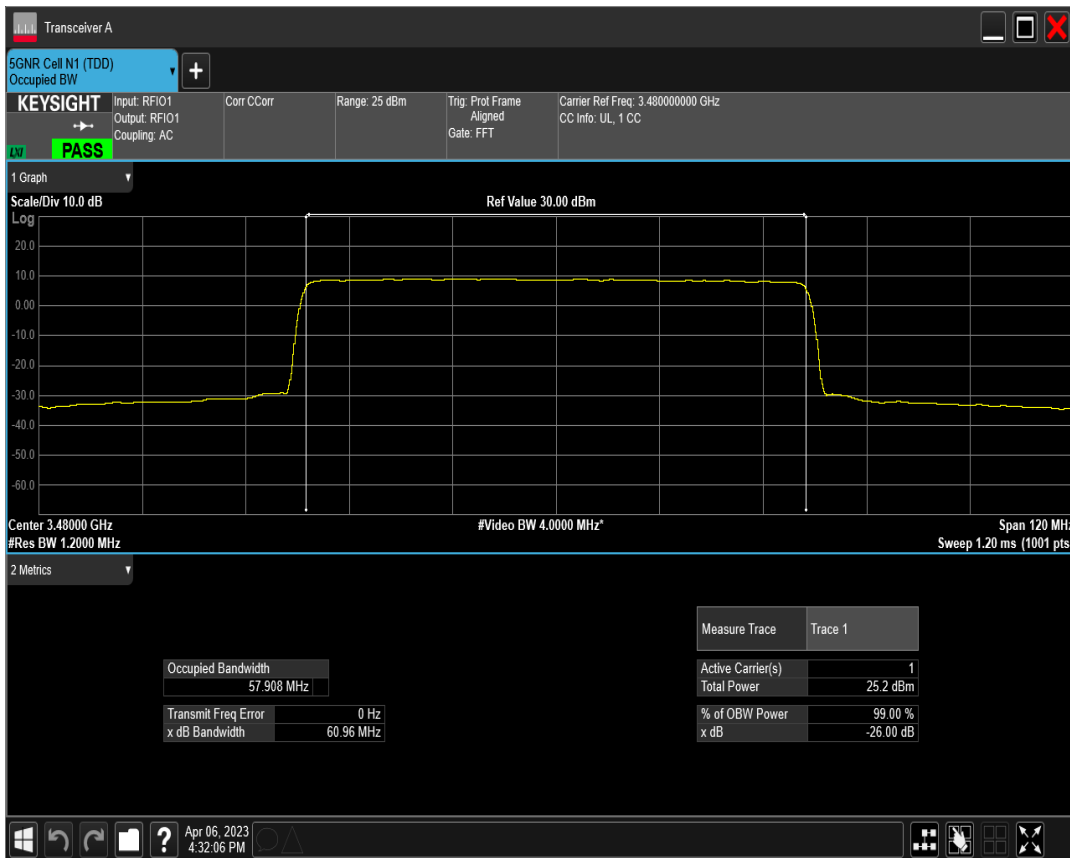 Transceiver A
5GNR Cell N1 (TDD)
Occupied BW
KEYSIGHT
LXI
PASS
Input: RFIO1
Output: RFIO1
Coupling: AC
Corr CCorr
Range: 25 dBm
Trig: Prot Frame
Aligned
Gate: FFT
Carrier Ref Freq: 3.480000000 GHz
CC Info: UL, 1 CC
1 Graph
Scale/Div 10.0 dB
Ref Value 30.00 dBm
Log
20.0
10.0
0.00
-10.0
-20.0
-30.0
-40.0
-50.0
-60.0
Center 3.48000 GHz
#Video BW 4.0000 MHz*
Span 120 MHz
#Res BW 1.2000 MHz
Sweep 1.20 ms (1001 pts
2 Metrics
Measure Trace Trace 1
Occupied Bandwidth
57.908 MHz
Active Carrier(s) 1
Total Power 25.2 dBm
Transmit Freq Error 0 Hz
x dB Bandwidth 60.96 MHz
% of OBW Power 99.00 %
x dB -26.00 dB
?
Apr 06, 2023
4:32:06 PM